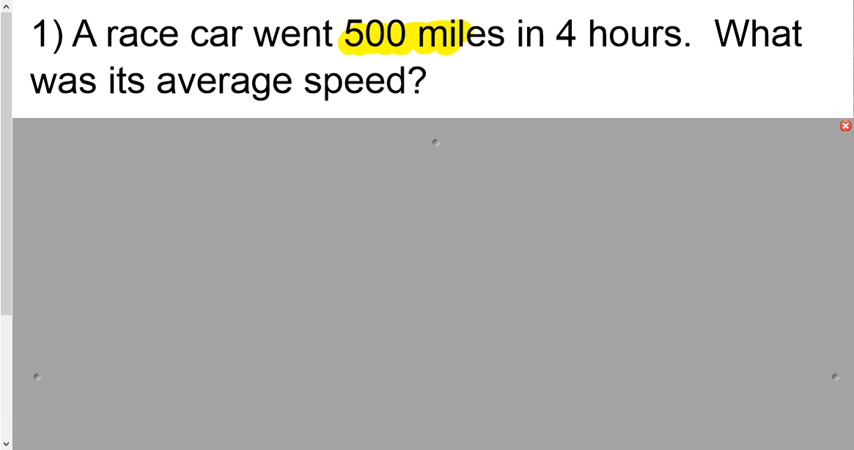 1) A race car went 500 miles in 4 hours.  What
was its average speed?